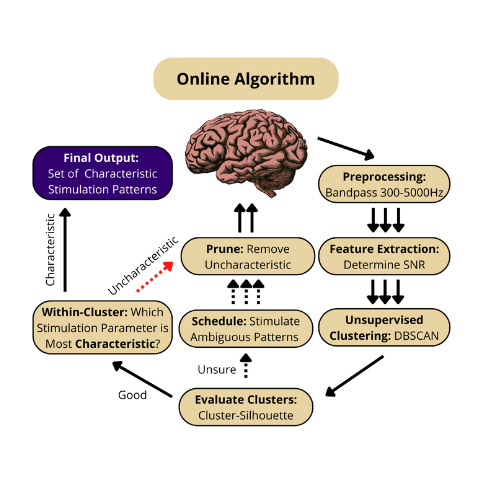 Online Algorithm
Final Output:
Set of Characteristic
Stimulation Patterns
Preprocessing:
Bandpass 300-5000Hz
Characteristic
Uncharacteristic
Prune: Remove
Uncharacteristic
Feature Extraction:
Determine SNR
Within-Cluster: Which
Stimulation Parameter is
Most Characteristic?
Schedule: Stimulate
Ambiguous Patterns
Unsupervised
Clustering: DBSCAN
Unsure
Good
Evaluate Clusters:
Cluster-Silhouette